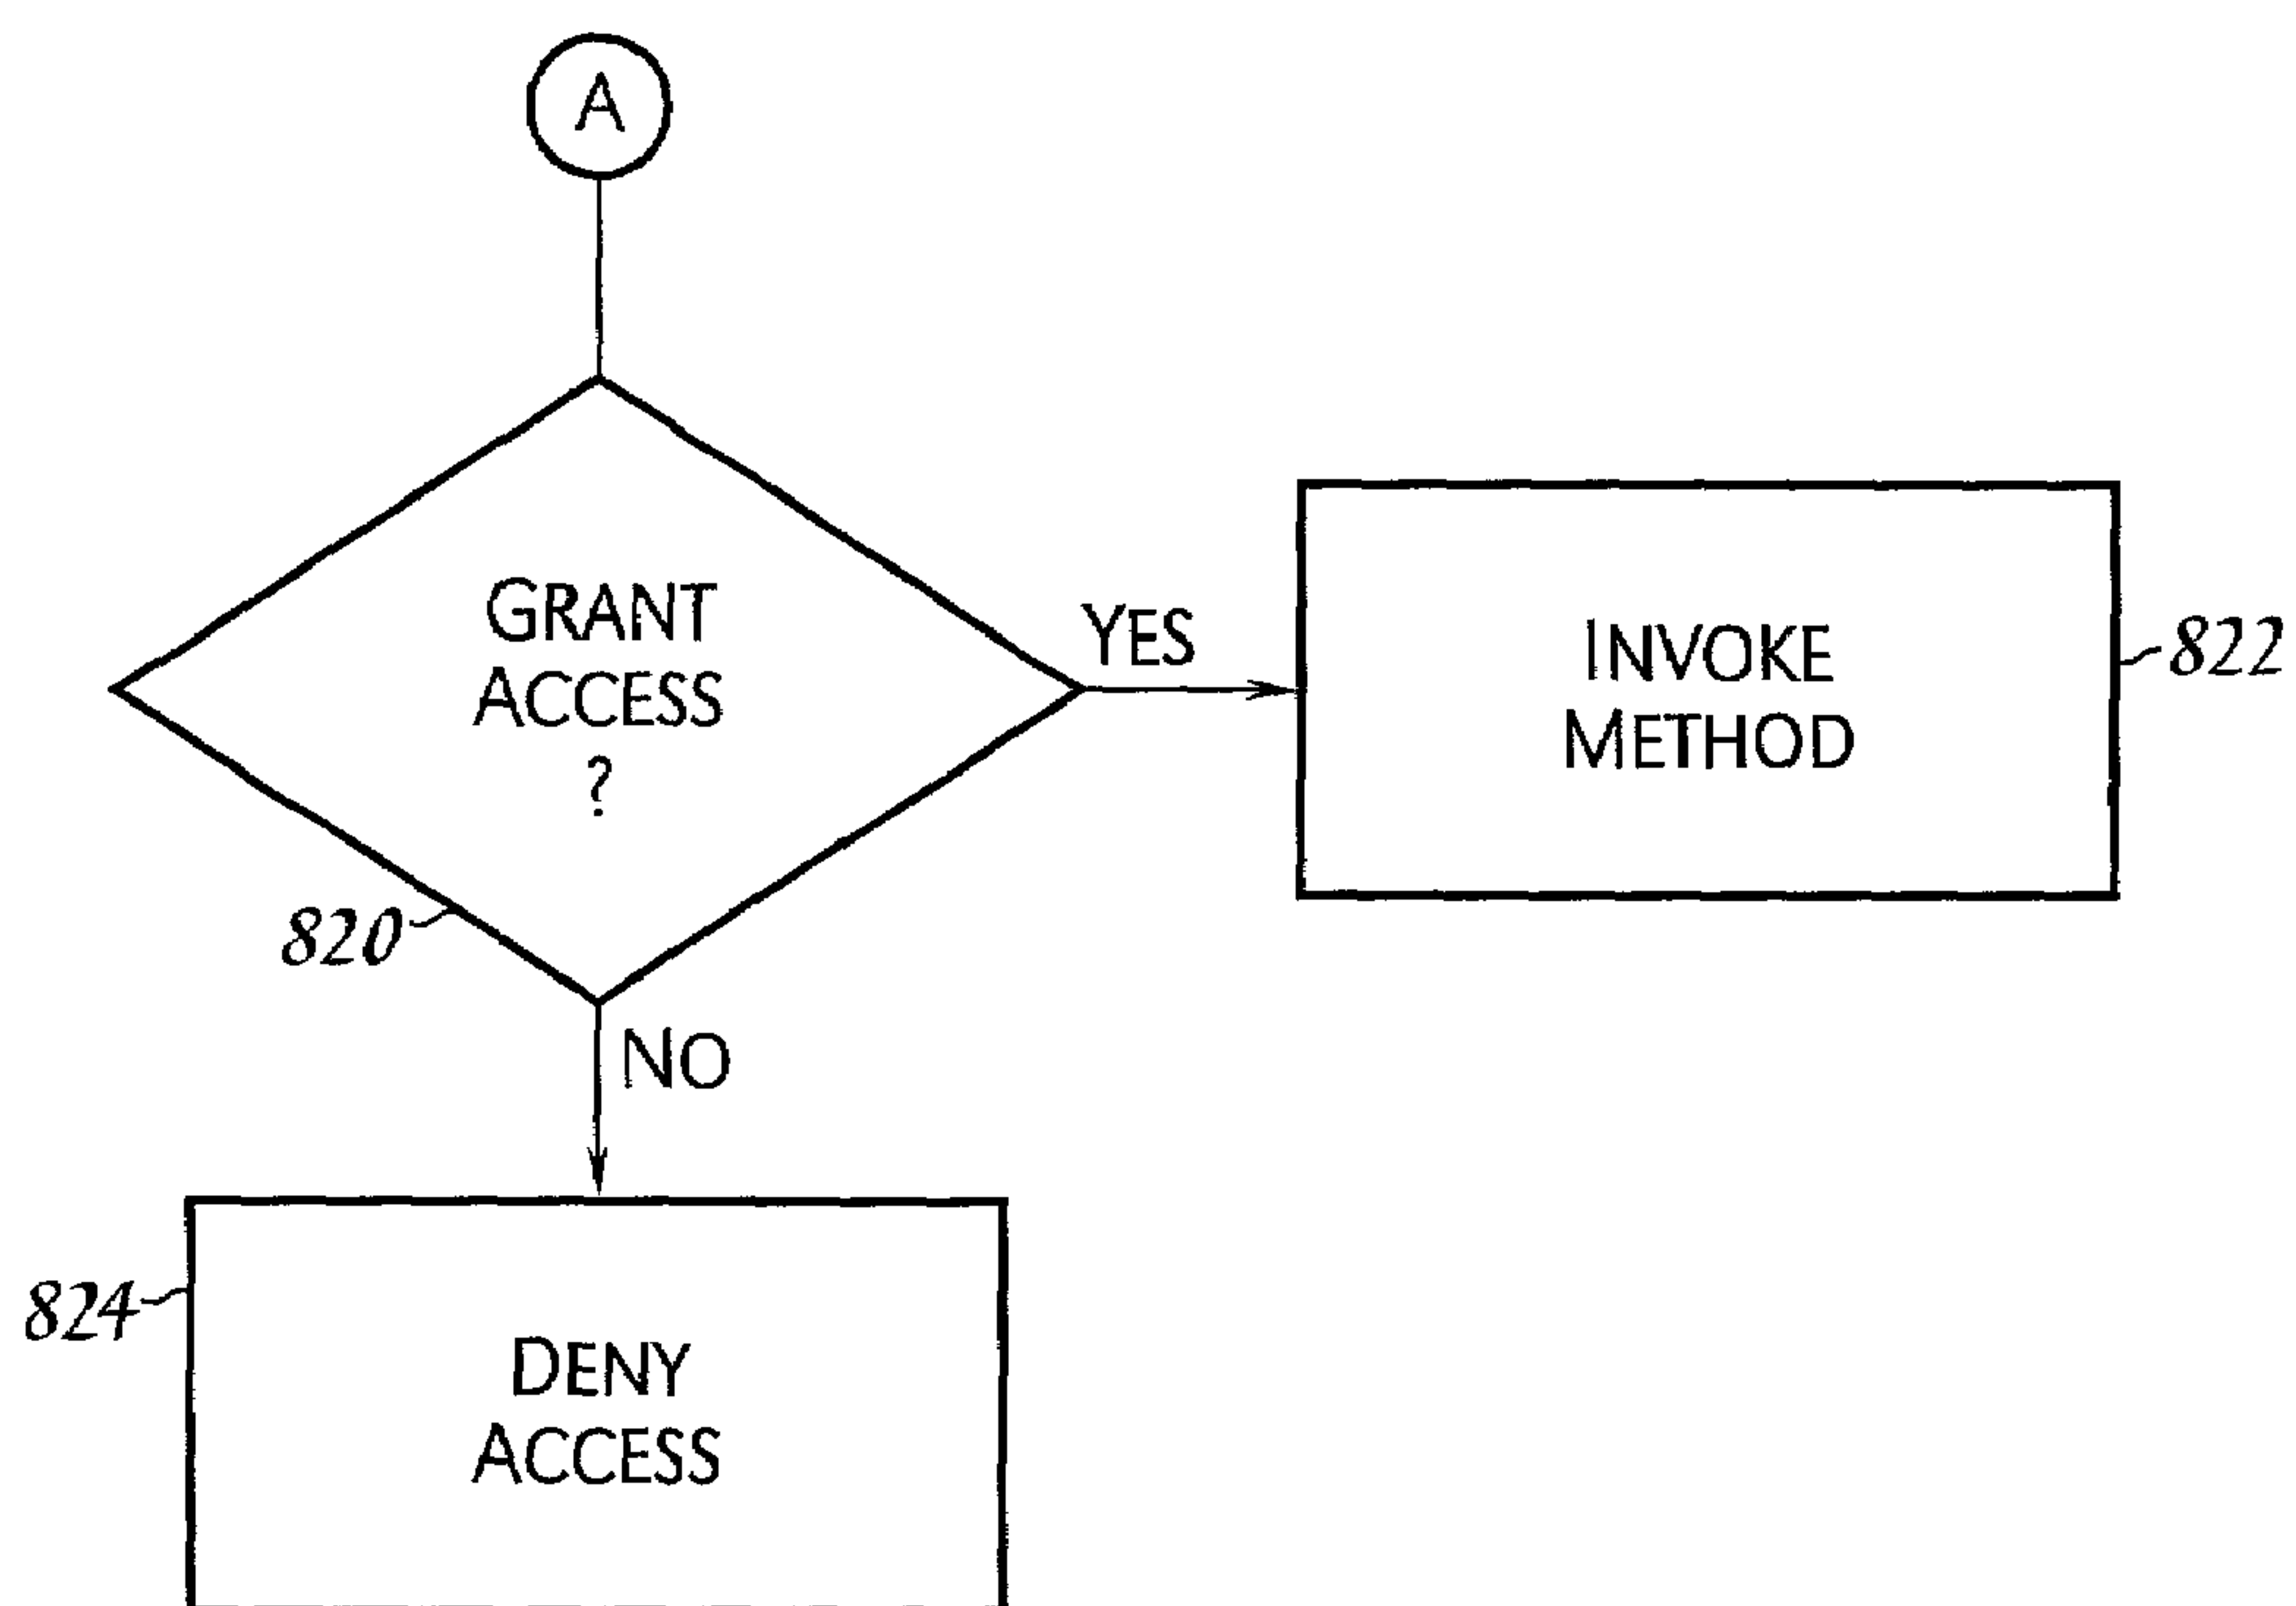 A
GRANT
ACCESS
?
YES
INVOKE
METHOD
822
820
NO
824
DENY
ACCESS